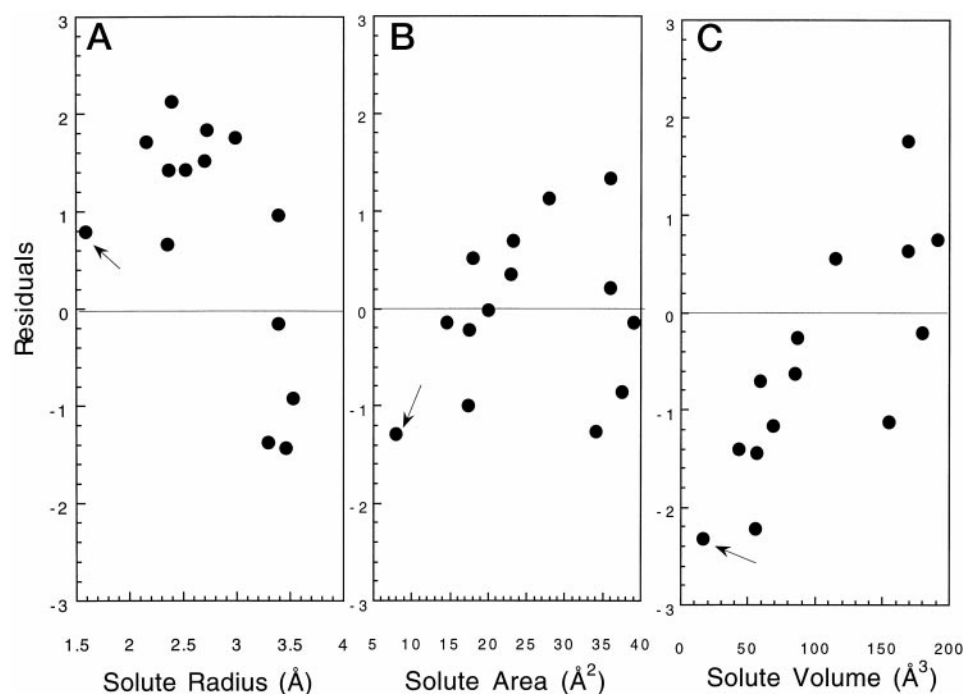 A
B
C
Residuals
3
2
1
0
-1
-2
-3
3
2
1
0
-1
-2
-3
3
2
1
0
-1
-2
-3
1.5 2 2.5 3 3.5 4
5 10 15 20 25 30 35 40
0 50 100 150 200
Solute Radius (Å)
Solute Area (Å²)
Solute Volume (Å³)